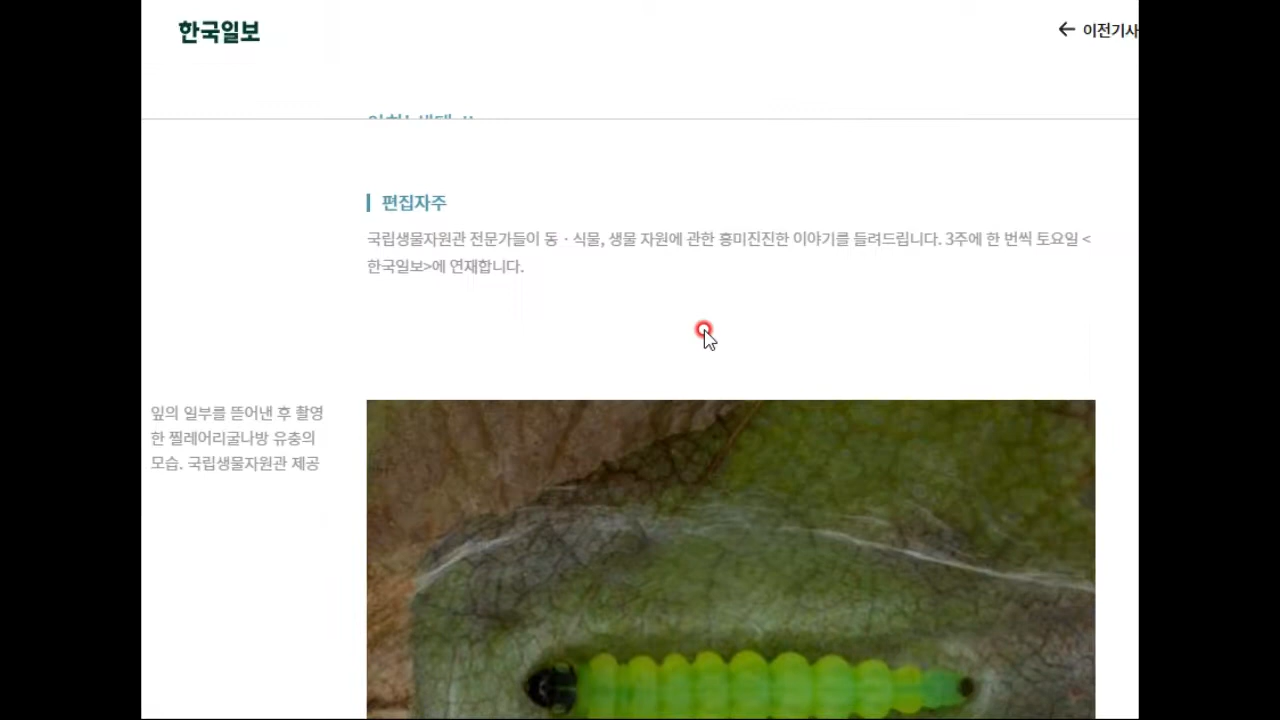 한국일보
이전기사
편집자주
국립생물자원관 전문가들이 동ㆍ식물, 생물 자원에 관한 흥미진진한 이야기를 들려드립니다. 3주에 한 번씩 토요일 <
한국일보>에 연재합니다.
잎의 일부를 뜯어낸 후 촬영
한 찔레어리굴나방 유충의
모습. 국립생물자원관 제공